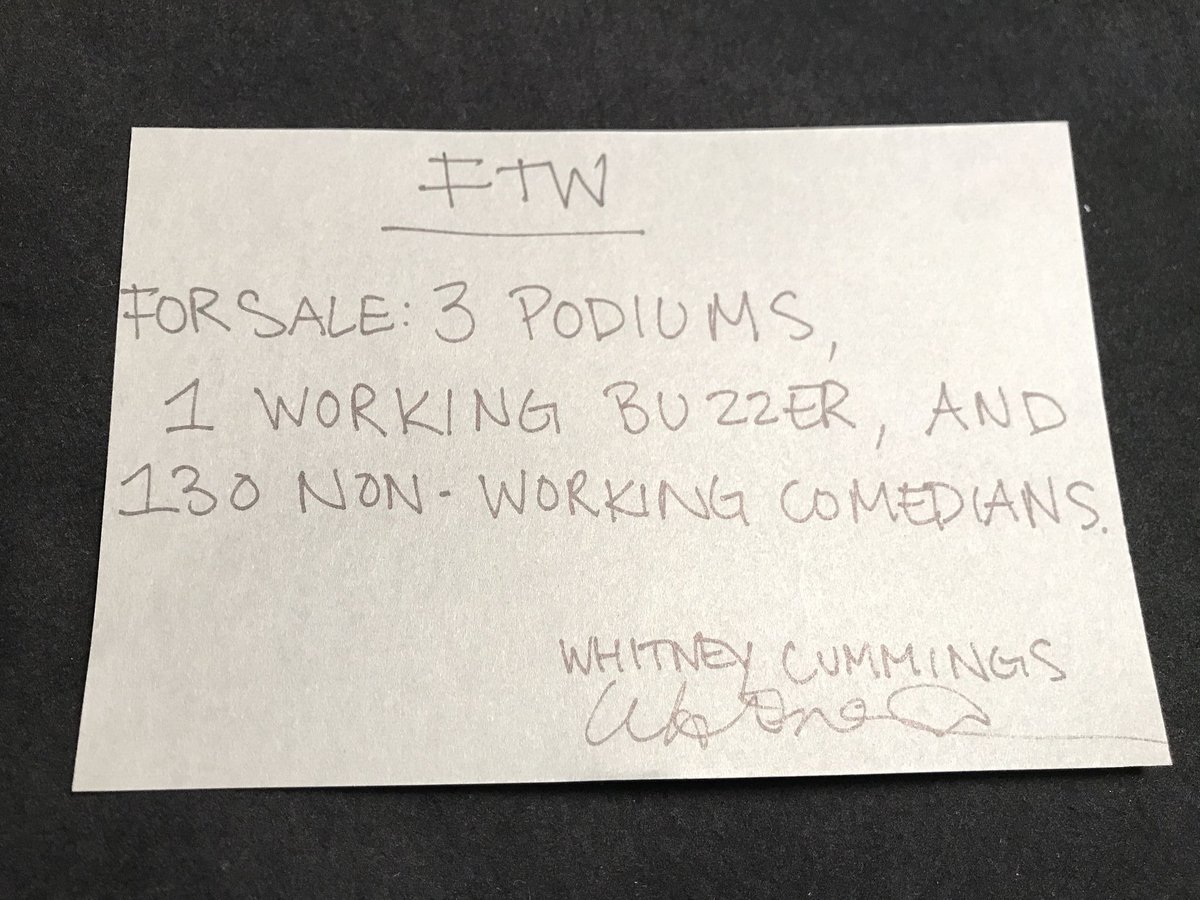 FTW
FOR SALE: 3 PODIUMS,
1 WORKING BUZZER, AND
130 NON-WORKING COMEDIANS.
WHITNEY CUMMINGS